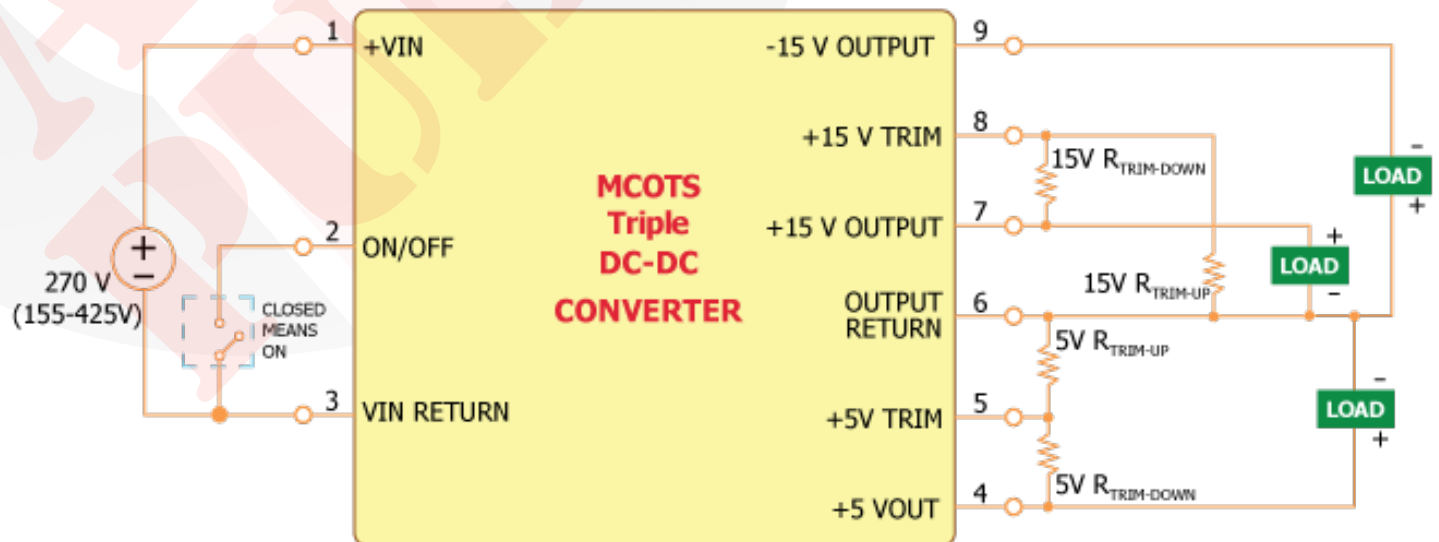 1
+VIN
2
ON/OFF
3
VIN RETURN
270 V
(155-425V)
+
−
CLOSED
MEANS
ON
MCOTS
Triple
DC-DC
CONVERTER
-15 V OUTPUT
9
+15 V TRIM
8
+15 V OUTPUT
7
OUTPUT
RETURN
6
+5V TRIM
5
+5 VOUT
4
15V RTRIM-DOWN
15V RTRIM-UP
5V RTRIM-UP
5V RTRIM-DOWN
-
LOAD
+
+
LOAD
-
-
LOAD
+